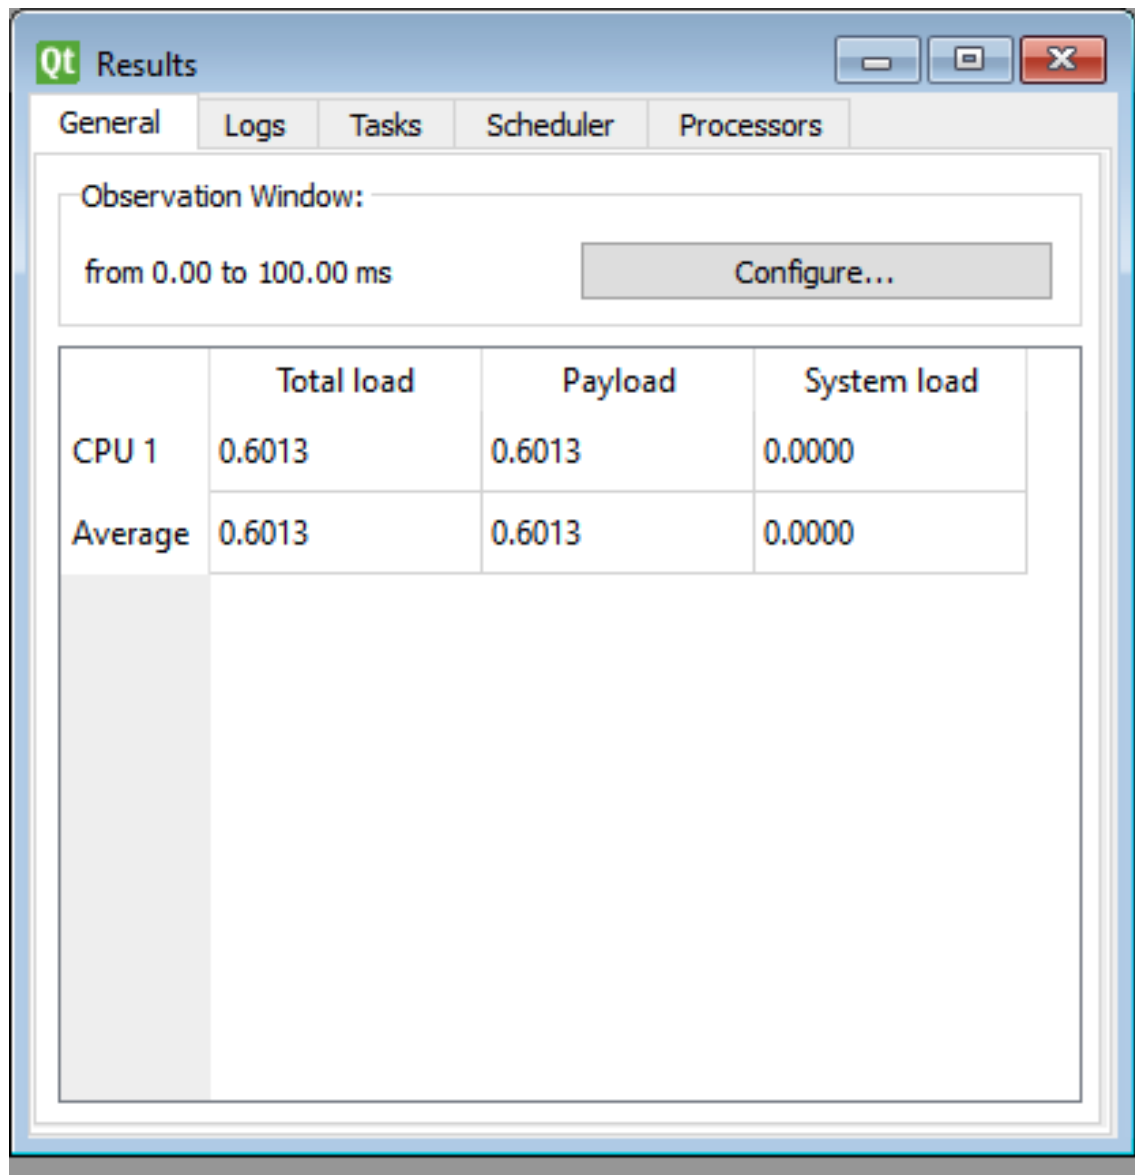 Qt Results
General Logs Tasks Scheduler Processors
Observation Window:
from 0.00 to 100.00 ms Configure...
Total load Payload System load
CPU 1 0.6013 0.6013 0.0000
Average 0.6013 0.6013 0.0000